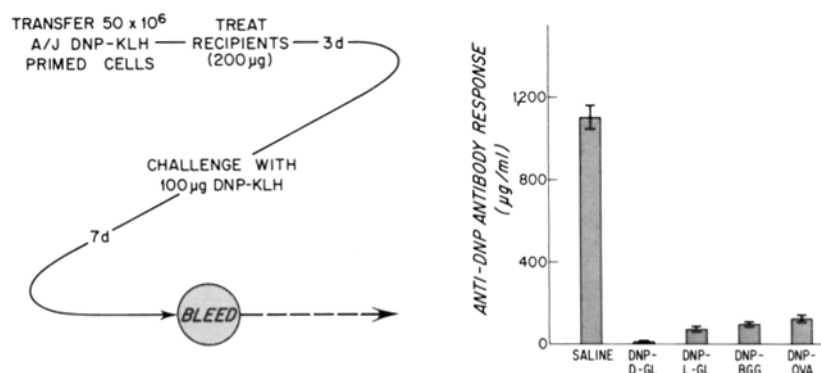 TRANSFER 50 x 10⁶
A/J DNP-KLH
PRIMED CELLS
TREAT
RECIPIENTS
(200µg)
3d
CHALLENGE WITH
100µg DNP-KLH
7d
BLEED
ANTI-DNP ANTIBODY RESPONSE
(µg/ml)
1,200
800
400
0
SALINE
DNP-
D-GL
DNP-
L-GL
DNP-
BGG
DNP-
OVA